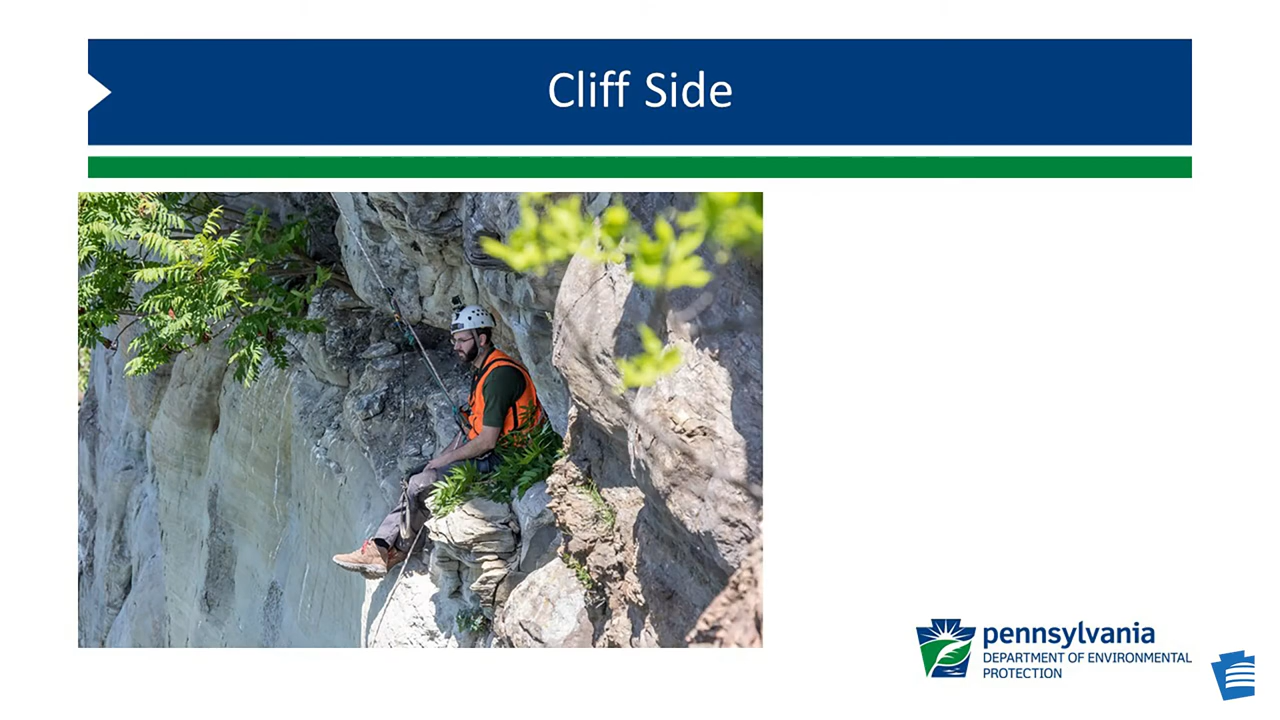 Cliff Side
pennsylvania
DEPARTMENT OF ENVIRONMENTAL
PROTECTION